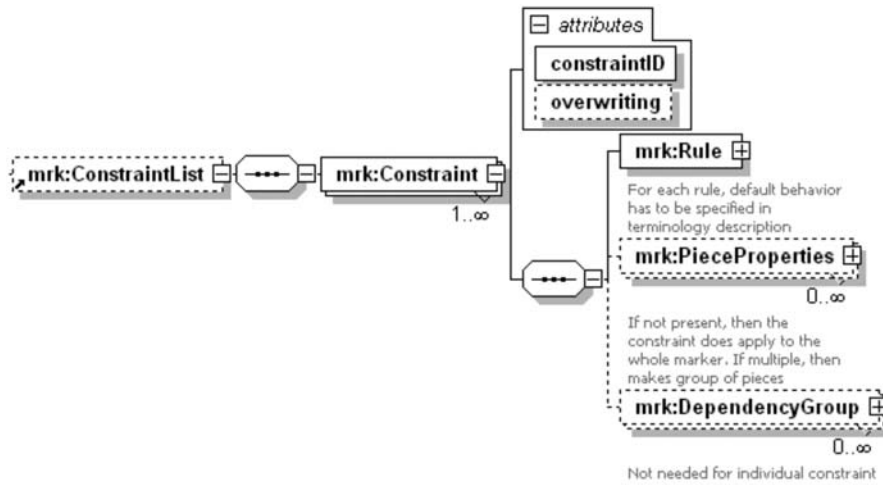 attributes
constraintID
overwriting
mrk:ConstraintList
mrk:Constraint
1..∞
mrk:Rule
For each rule, default behavior
has to be specified in
terminology description
mrk:PieceProperties
0..∞
If not present, then the
constraint does apply to the
whole marker. If multiple, then
makes group of pieces
mrk:DependencyGroup
0..∞
Not needed for individual constraint